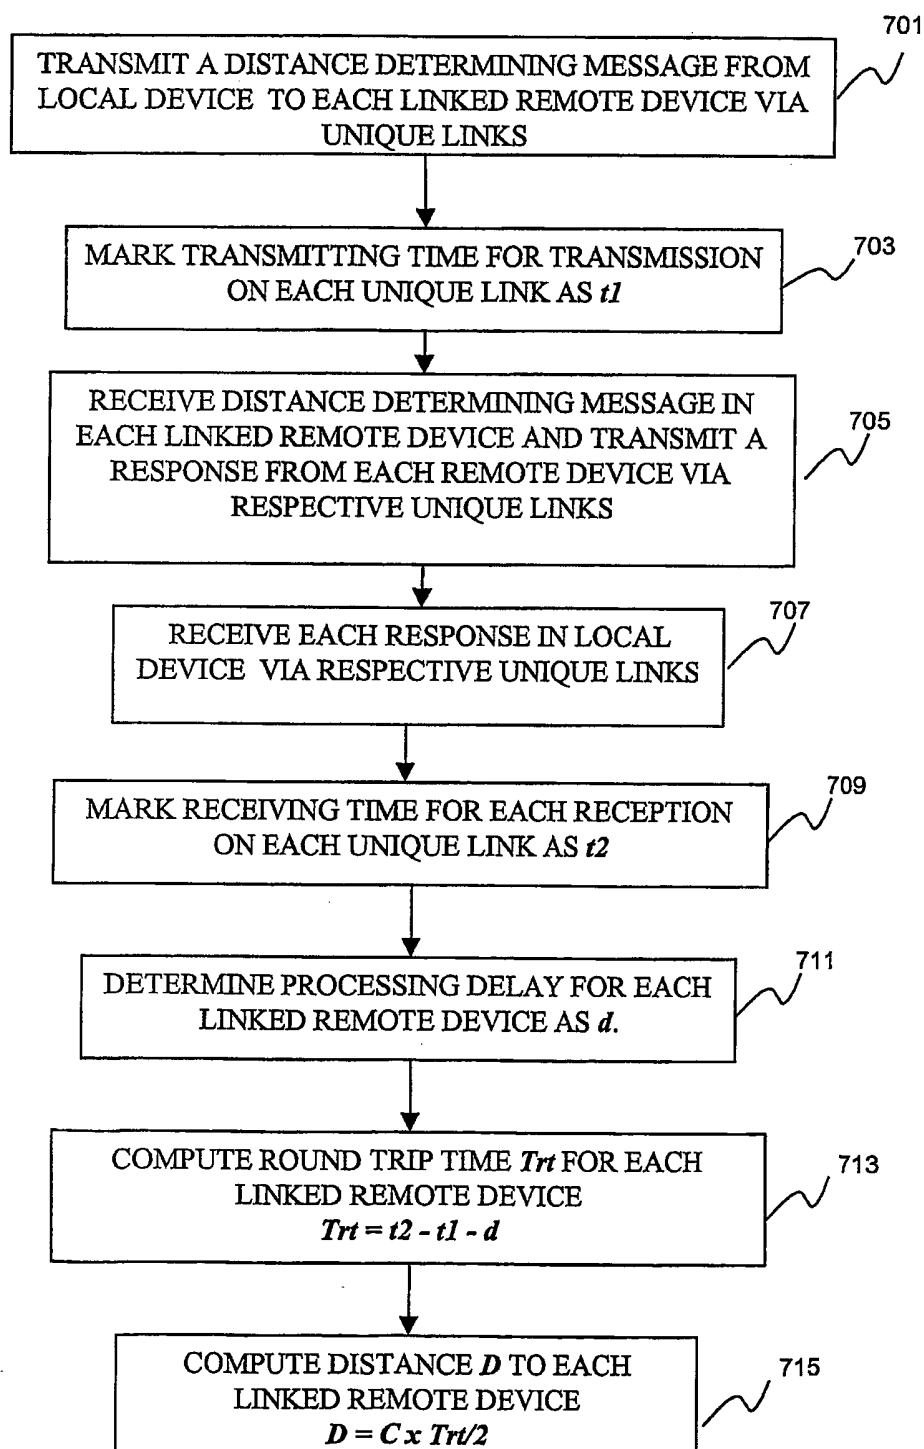 701
TRANSMIT A DISTANCE DETERMINING MESSAGE FROM
LOCAL DEVICE TO EACH LINKED REMOTE DEVICE VIA
UNIQUE LINKS
703
MARK TRANSMITTING TIME FOR TRANSMISSION
ON EACH UNIQUE LINK AS t1
705
RECEIVE DISTANCE DETERMINING MESSAGE IN
EACH LINKED REMOTE DEVICE AND TRANSMIT A
RESPONSE FROM EACH REMOTE DEVICE VIA
RESPECTIVE UNIQUE LINKS
707
RECEIVE EACH RESPONSE IN LOCAL
DEVICE VIA RESPECTIVE UNIQUE LINKS
709
MARK RECEIVING TIME FOR EACH RECEPTION
ON EACH UNIQUE LINK AS t2
711
DETERMINE PROCESSING DELAY FOR EACH
LINKED REMOTE DEVICE AS d.
713
COMPUTE ROUND TRIP TIME Trt FOR EACH
LINKED REMOTE DEVICE
Trt = t2 - t1 - d
715
COMPUTE DISTANCE D TO EACH
LINKED REMOTE DEVICE
D = C x Trt/2